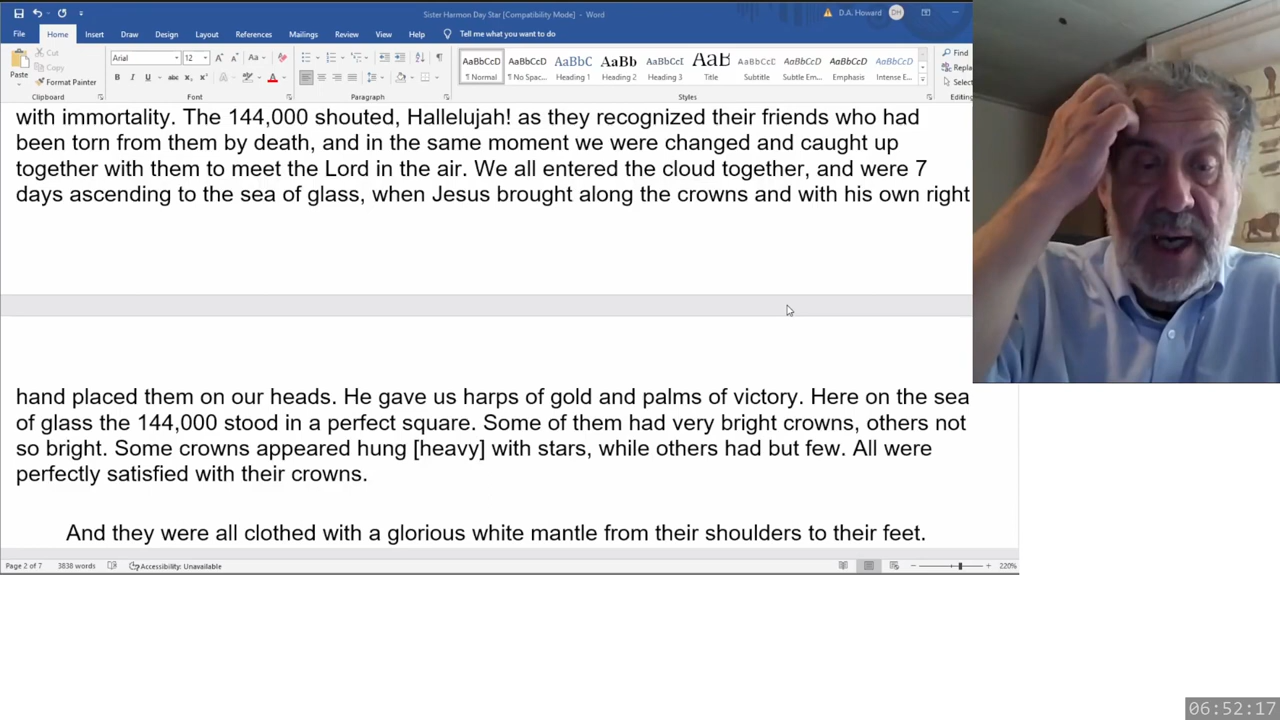 Sister Harmon Day Star [Compatibility Mode] - Word
D.A. Howard
DH
File Home Insert Draw Design Layout References Mailings Review View Help Tell me what you want to do
Paste
Cut
Copy
Format Painter
Clipboard
Arial 12
Font
Paragraph
AaBbCcD AaBbCcD AaBbC AaBb AaBbCcD AaB AaBbCcD AaBbCcD AaBbCcD AaBbCcD
¶ Normal ¶ No Spac... Heading 1 Heading 2 Heading 3 Title Subtitle Subtle Em... Emphasis Intense E...
Styles
Find
Repla
Select
Editing
with immortality. The 144,000 shouted, Hallelujah! as they recognized their friends who had
been torn from them by death, and in the same moment we were changed and caught up
together with them to meet the Lord in the air. We all entered the cloud together, and were 7
days ascending to the sea of glass, when Jesus brought along the crowns and with his own right
hand placed them on our heads. He gave us harps of gold and palms of victory. Here on the sea
of glass the 144,000 stood in a perfect square. Some of them had very bright crowns, others not
so bright. Some crowns appeared hung [heavy] with stars, while others had but few. All were
perfectly satisfied with their crowns.
And they were all clothed with a glorious white mantle from their shoulders to their feet.
Page 2 of 7 3838 words Accessibility: Unavailable 220%
06:52:17